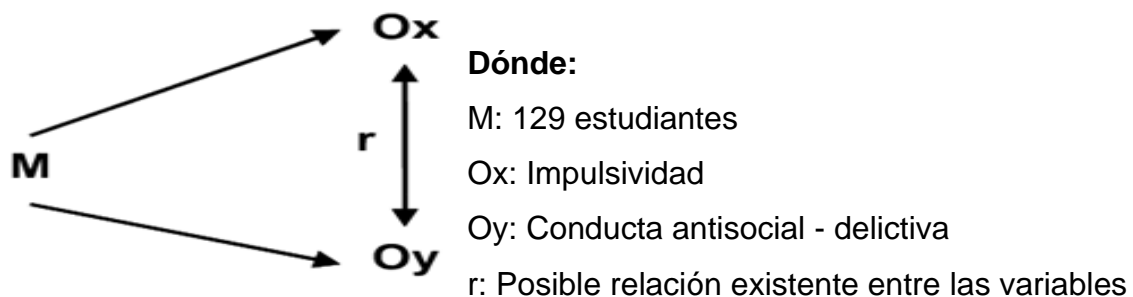 Ox
Dónde:
M: 129 estudiantes
r
M
Ox: Impulsividad
Oy: Conducta antisocial - delictiva
Oy
r: Posible relación existente entre las variables